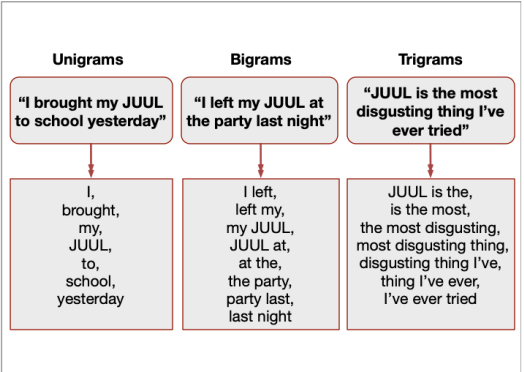 Unigrams
Bigrams
Trigrams
“I brought my JUUL
to school yesterday”
“I left my JUUL at
the party last night”
“JUUL is the most
disgusting thing I’ve
ever tried”
I,
brought,
my,
JUUL,
to,
school,
yesterday
I left,
left my,
my JUUL,
JUUL at,
at the,
the party,
party last,
last night
JUUL is the,
is the most,
the most disgusting,
most disgusting thing,
disgusting thing I’ve,
thing I’ve ever,
I’ve ever tried